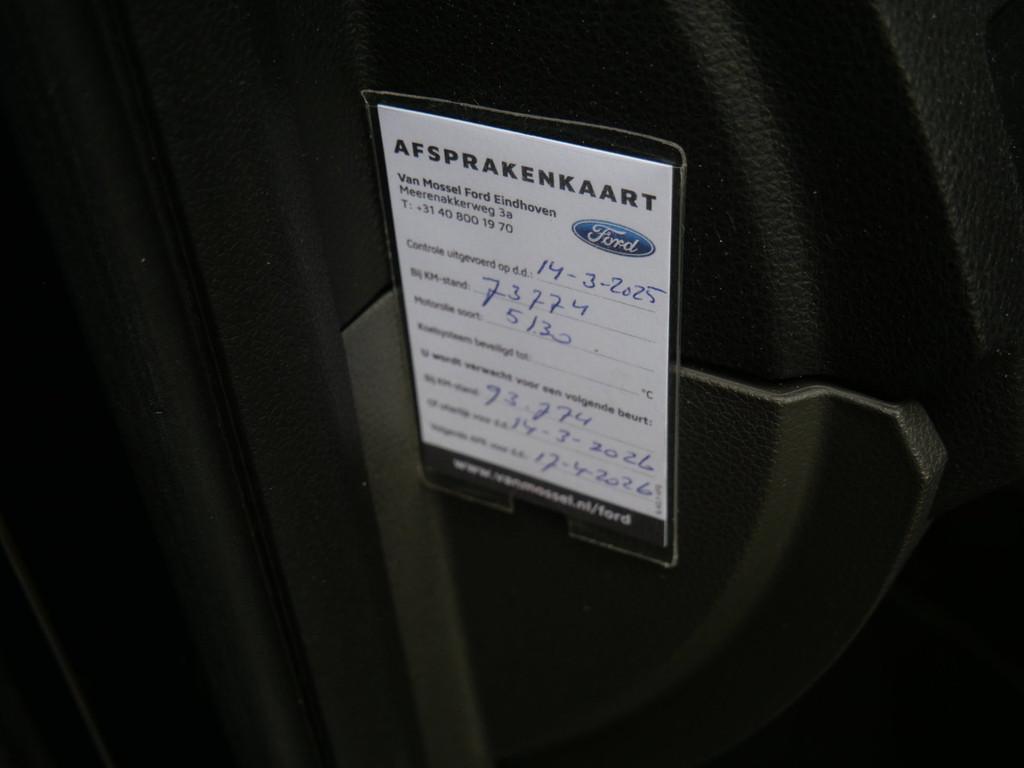 AFSPRAKENKAART
Van Mossel Ford Eindhoven
Meerenakkerweg 3a
T: +31 40 800 19 70
Ford
Controle uitgevoerd op d.d.: 14-3-2025
Bij KM-stand: 73774
Motorolie soort: 5/30
Koelsysteem beveiligd tot: °C
U wordt verwacht voor een volgende beurt:
Bij KM-stand: 93.774
Of uiterlijk voor d.d. 14-3-2026
Volgende APK voor d.d.: 17-4-2026
www.vanmossel.nl/ford